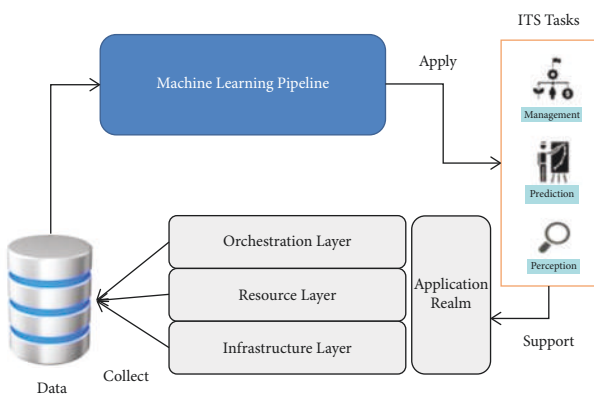 ITS Tasks
Machine Learning Pipeline
Apply
Management
Prediction
Perception
Orchestration Layer
Resource Layer
Infrastructure Layer
Application
Realm
Support
Collect
Data